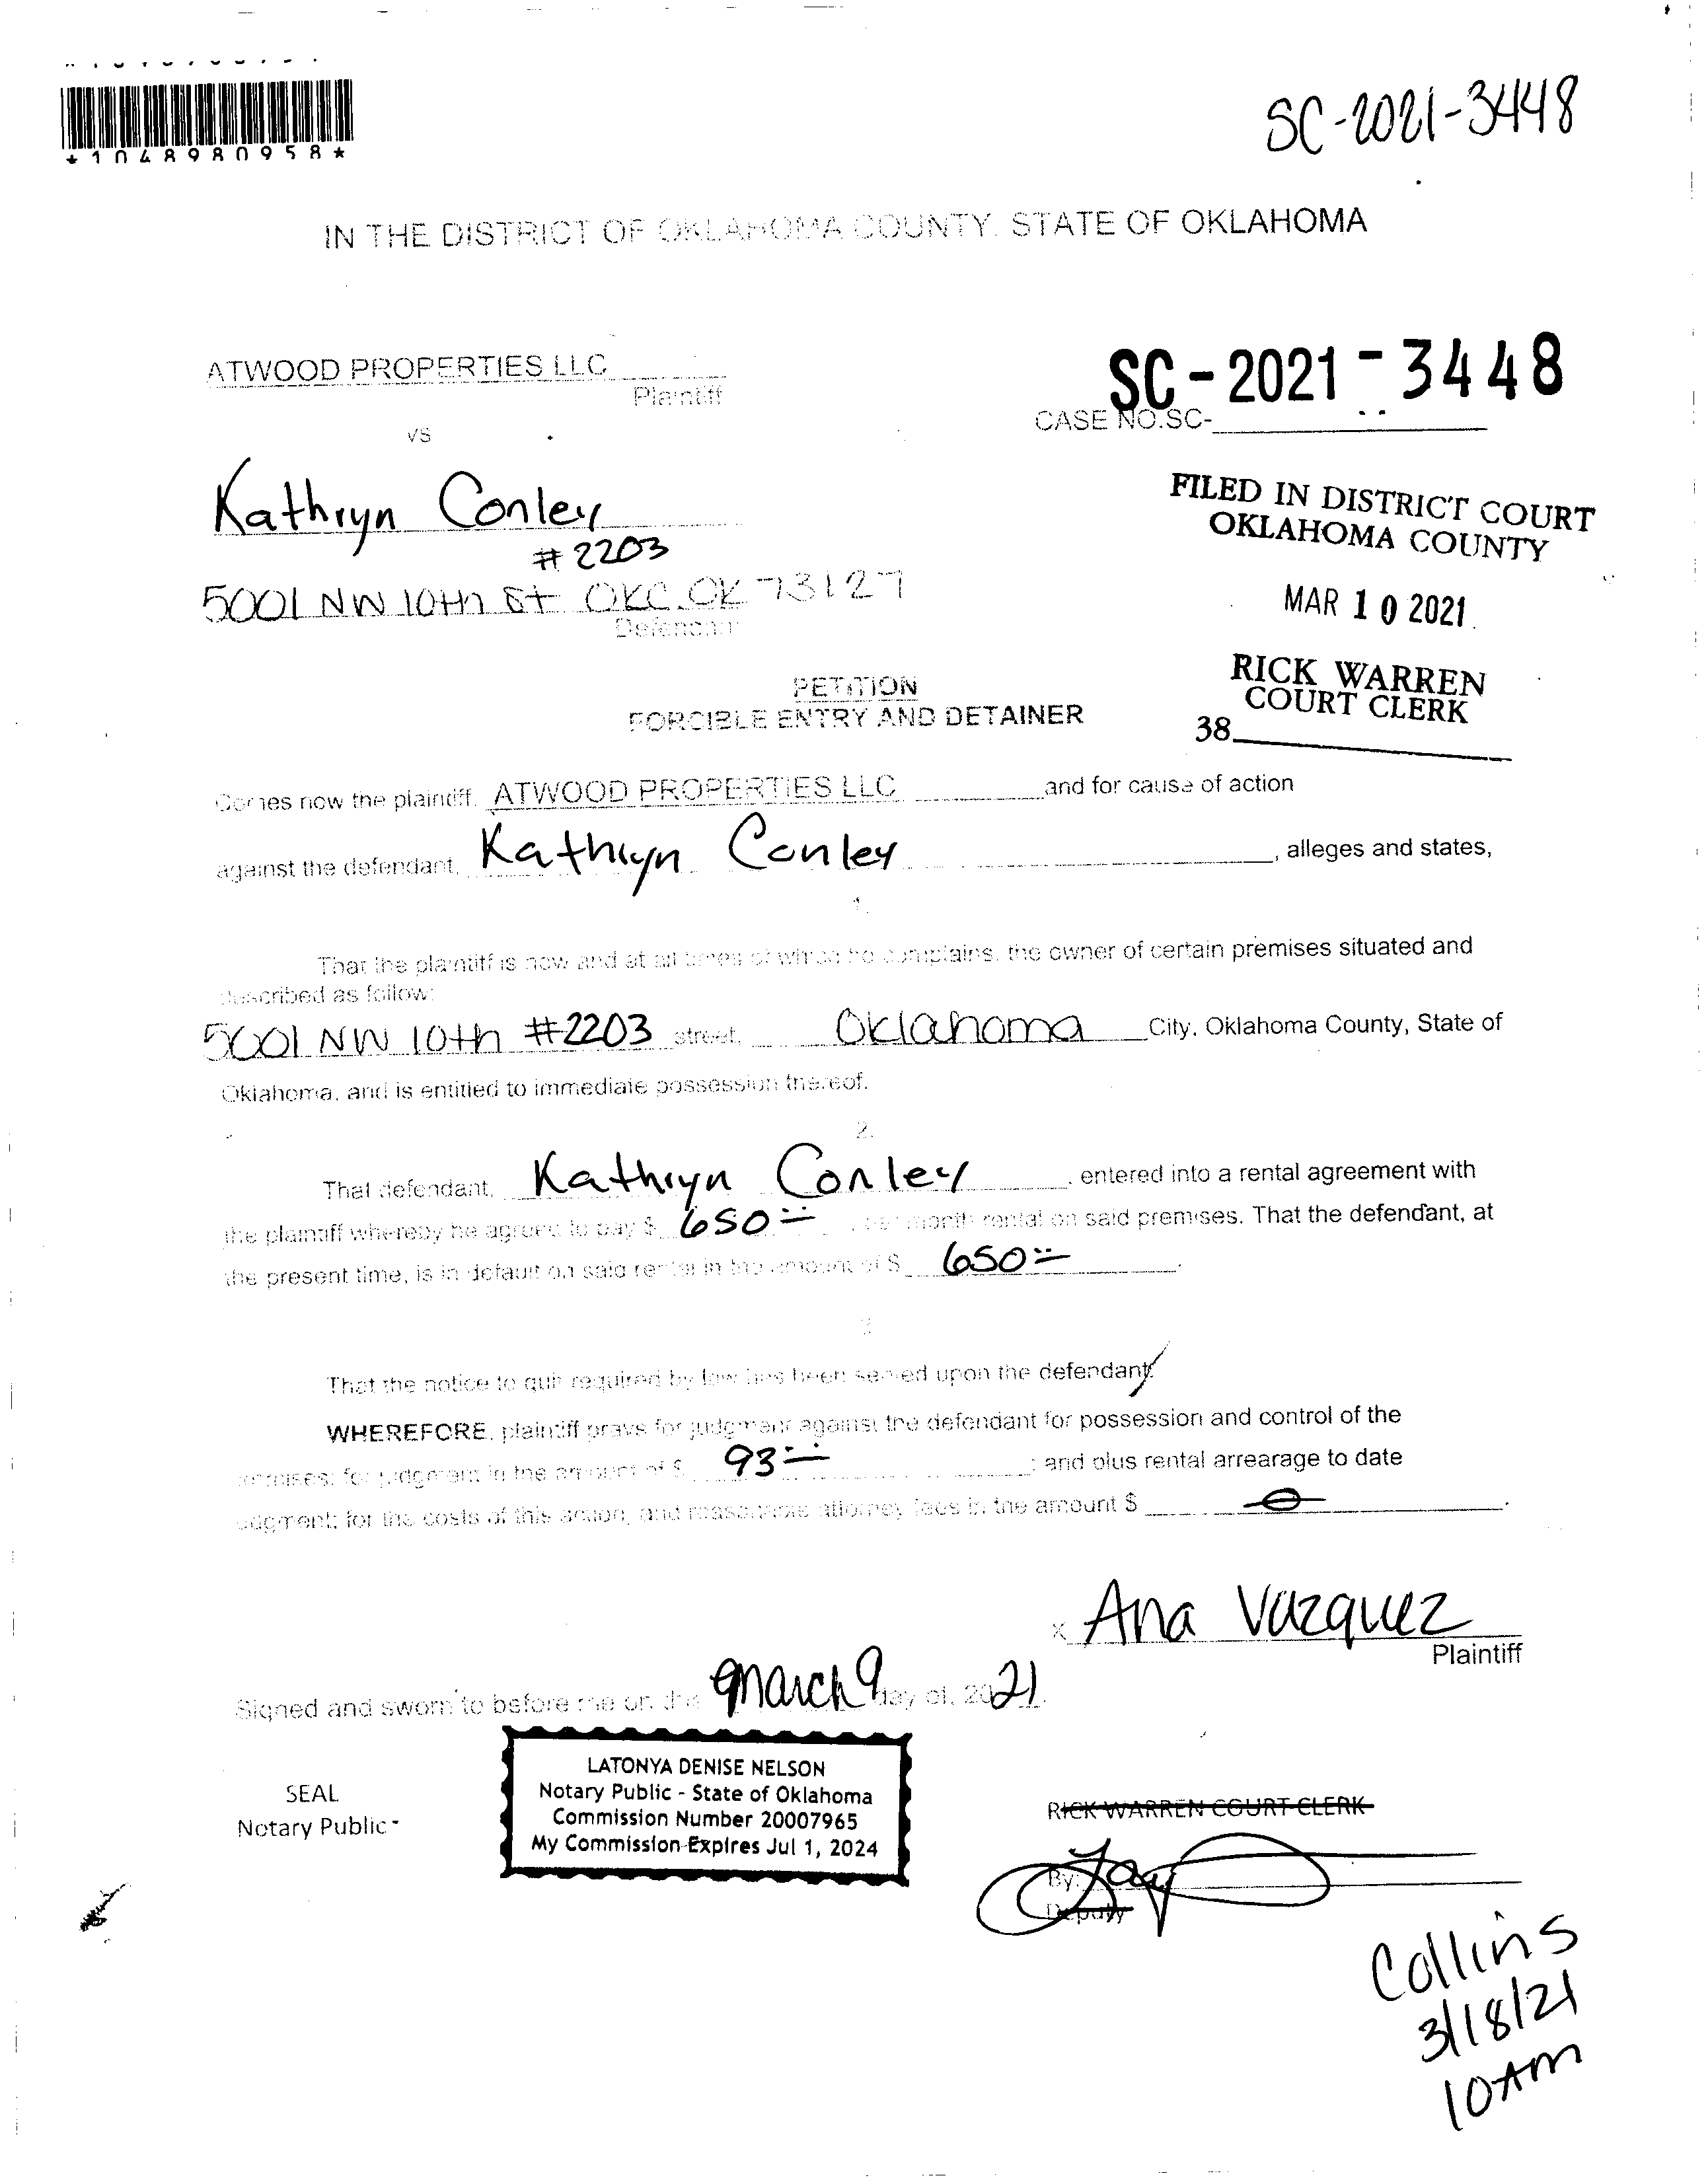 *1048980958*
SC-2021-3448
IN THE DISTRICT OF OKLAHOMA COUNTY, STATE OF OKLAHOMA
ATWOOD PROPERTIES LLC
Plaintiff
SC-2021-3448
CASE NO.SC-
vs
Kathryn Conley
#2203
5001 NW 10th St OKC, OK 73127
Defendant
FILED IN DISTRICT COURT
OKLAHOMA COUNTY
MAR 10 2021
RICK WARREN
COURT CLERK
38
PETITION
FORCIBLE ENTRY AND DETAINER
Comes now the plaintiff, ATWOOD PROPERTIES LLC and for cause of action
against the defendant, Kathryn Conley, alleges and states,
1.
That the plaintiff is now and at all times of which he complains, the owner of certain premises situated and
described as follow:
5001 NW 10th #2203 street, Oklahoma City, Oklahoma County, State of
Oklahoma, and is entitled to immediate possession thereof.
2.
That defendant, Kathryn Conley, entered into a rental agreement with
the plaintiff whereby he agreed to pay $ 650.-- per month rental on said premises. That the defendant, at
the present time, is in default on said rental in the amount of $ 650.--.
3
That the notice to quit required by law has been served upon the defendant.
WHEREFORE, plaintiff prays for judgment against the defendant for possession and control of the
premises; for judgment in the amount of $ 93.-- ; and plus rental arrearage to date
judgment; for the costs of this action, and reasonable attorney fees in the amount $ 0.
x Ana Vazquez
Plaintiff
Signed and sworn to before me on the March 9 day of, 2021.
SEAL
Notary Public
LATONYA DENISE NELSON
Notary Public - State of Oklahoma
Commission Number 20007965
My Commission Expires Jul 1, 2024
RICK WARREN COURT CLERK
By:
Deputy
Collins
3/18/21
10AM